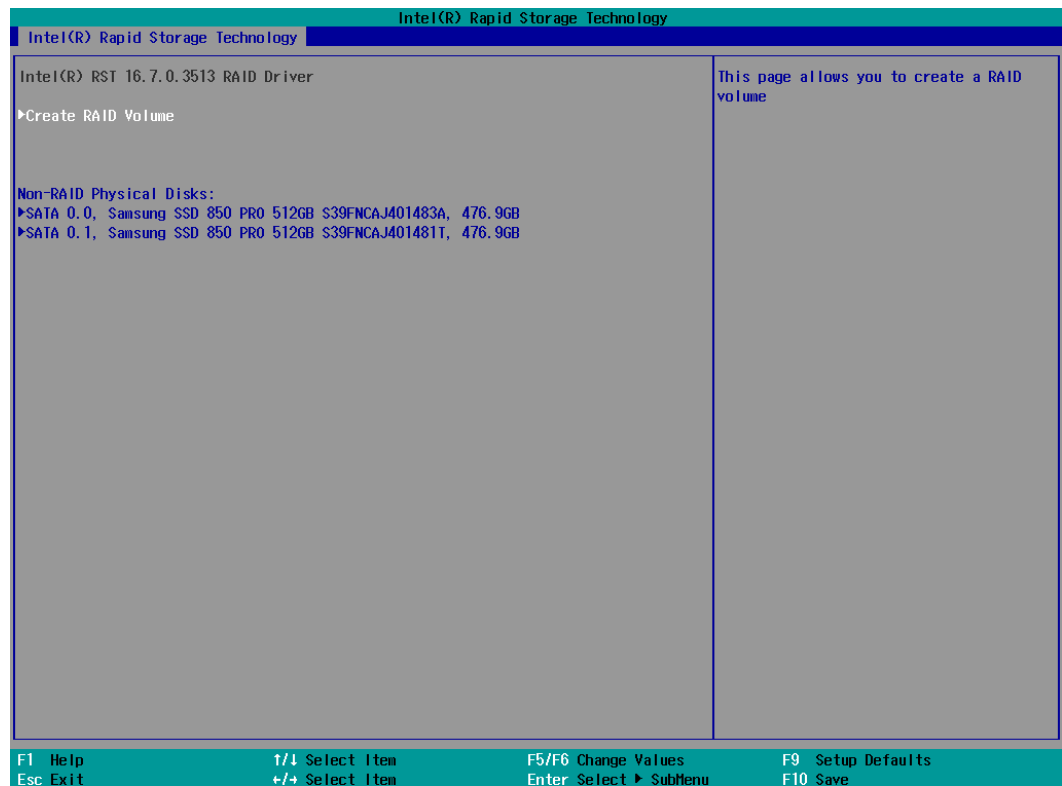 Intel(R) Rapid Storage Technology
Intel(R) Rapid Storage Technology
Intel(R) RST 16.7.0.3513 RAID Driver
▶Create RAID Volume
Non-RAID Physical Disks:
▶SATA 0.0, Samsung SSD 850 PRO 512GB S39FNCAJ401483A, 476.9GB
▶SATA 0.1, Samsung SSD 850 PRO 512GB S39FNCAJ401481T, 476.9GB
This page allows you to create a RAID
volume
F1 Help ↑/↓ Select Item F5/F6 Change Values F9 Setup Defaults
Esc Exit ←/→ Select Item Enter Select ▶ SubMenu F10 Save